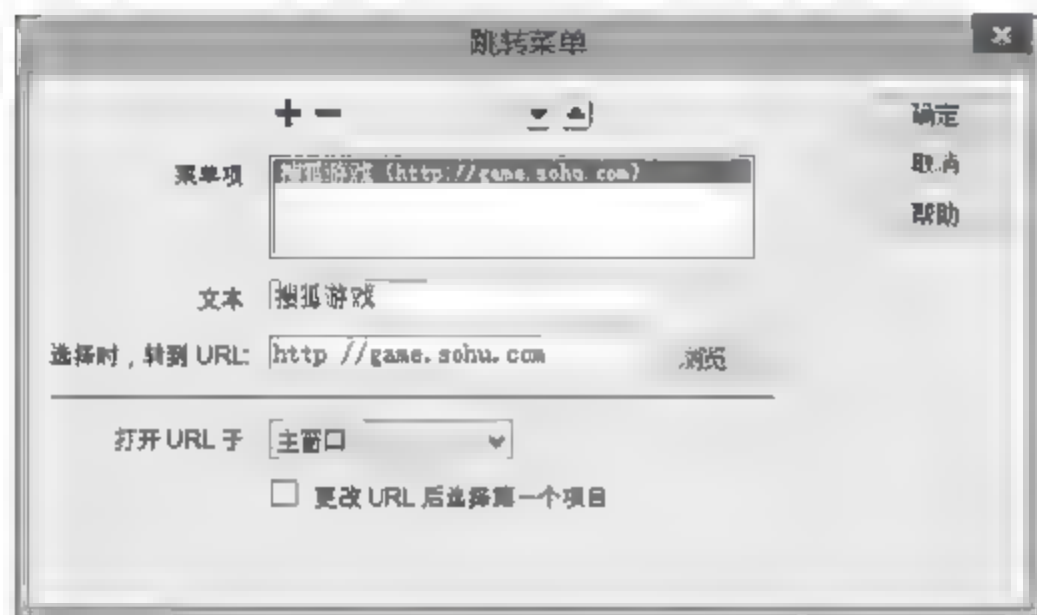 跳转菜单
确定
菜单项
搜狐游戏 (http://game.sohu.com)
取消
帮助
文本
搜狐游戏
选择时,转到 URL:
http //game.sohu.com
浏览
打开 URL 于
主窗口
更改 URL 后选择第一个项目